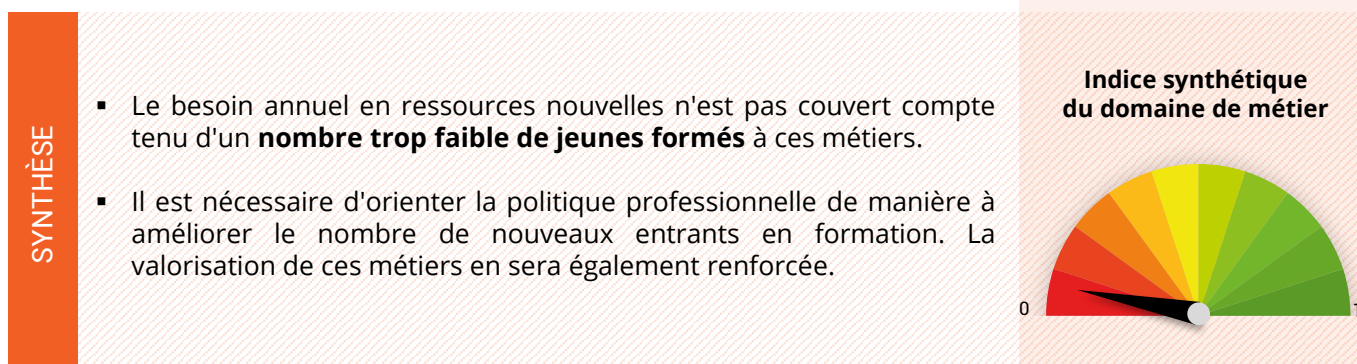 SYNTHÈSE
▪ Le besoin annuel en ressources nouvelles n'est pas couvert compte
tenu d'un nombre trop faible de jeunes formés à ces métiers.
▪ Il est nécessaire d'orienter la politique professionnelle de manière à
améliorer le nombre de nouveaux entrants en formation. La
valorisation de ces métiers en sera également renforcée.
Indice synthétique
du domaine de métier
0